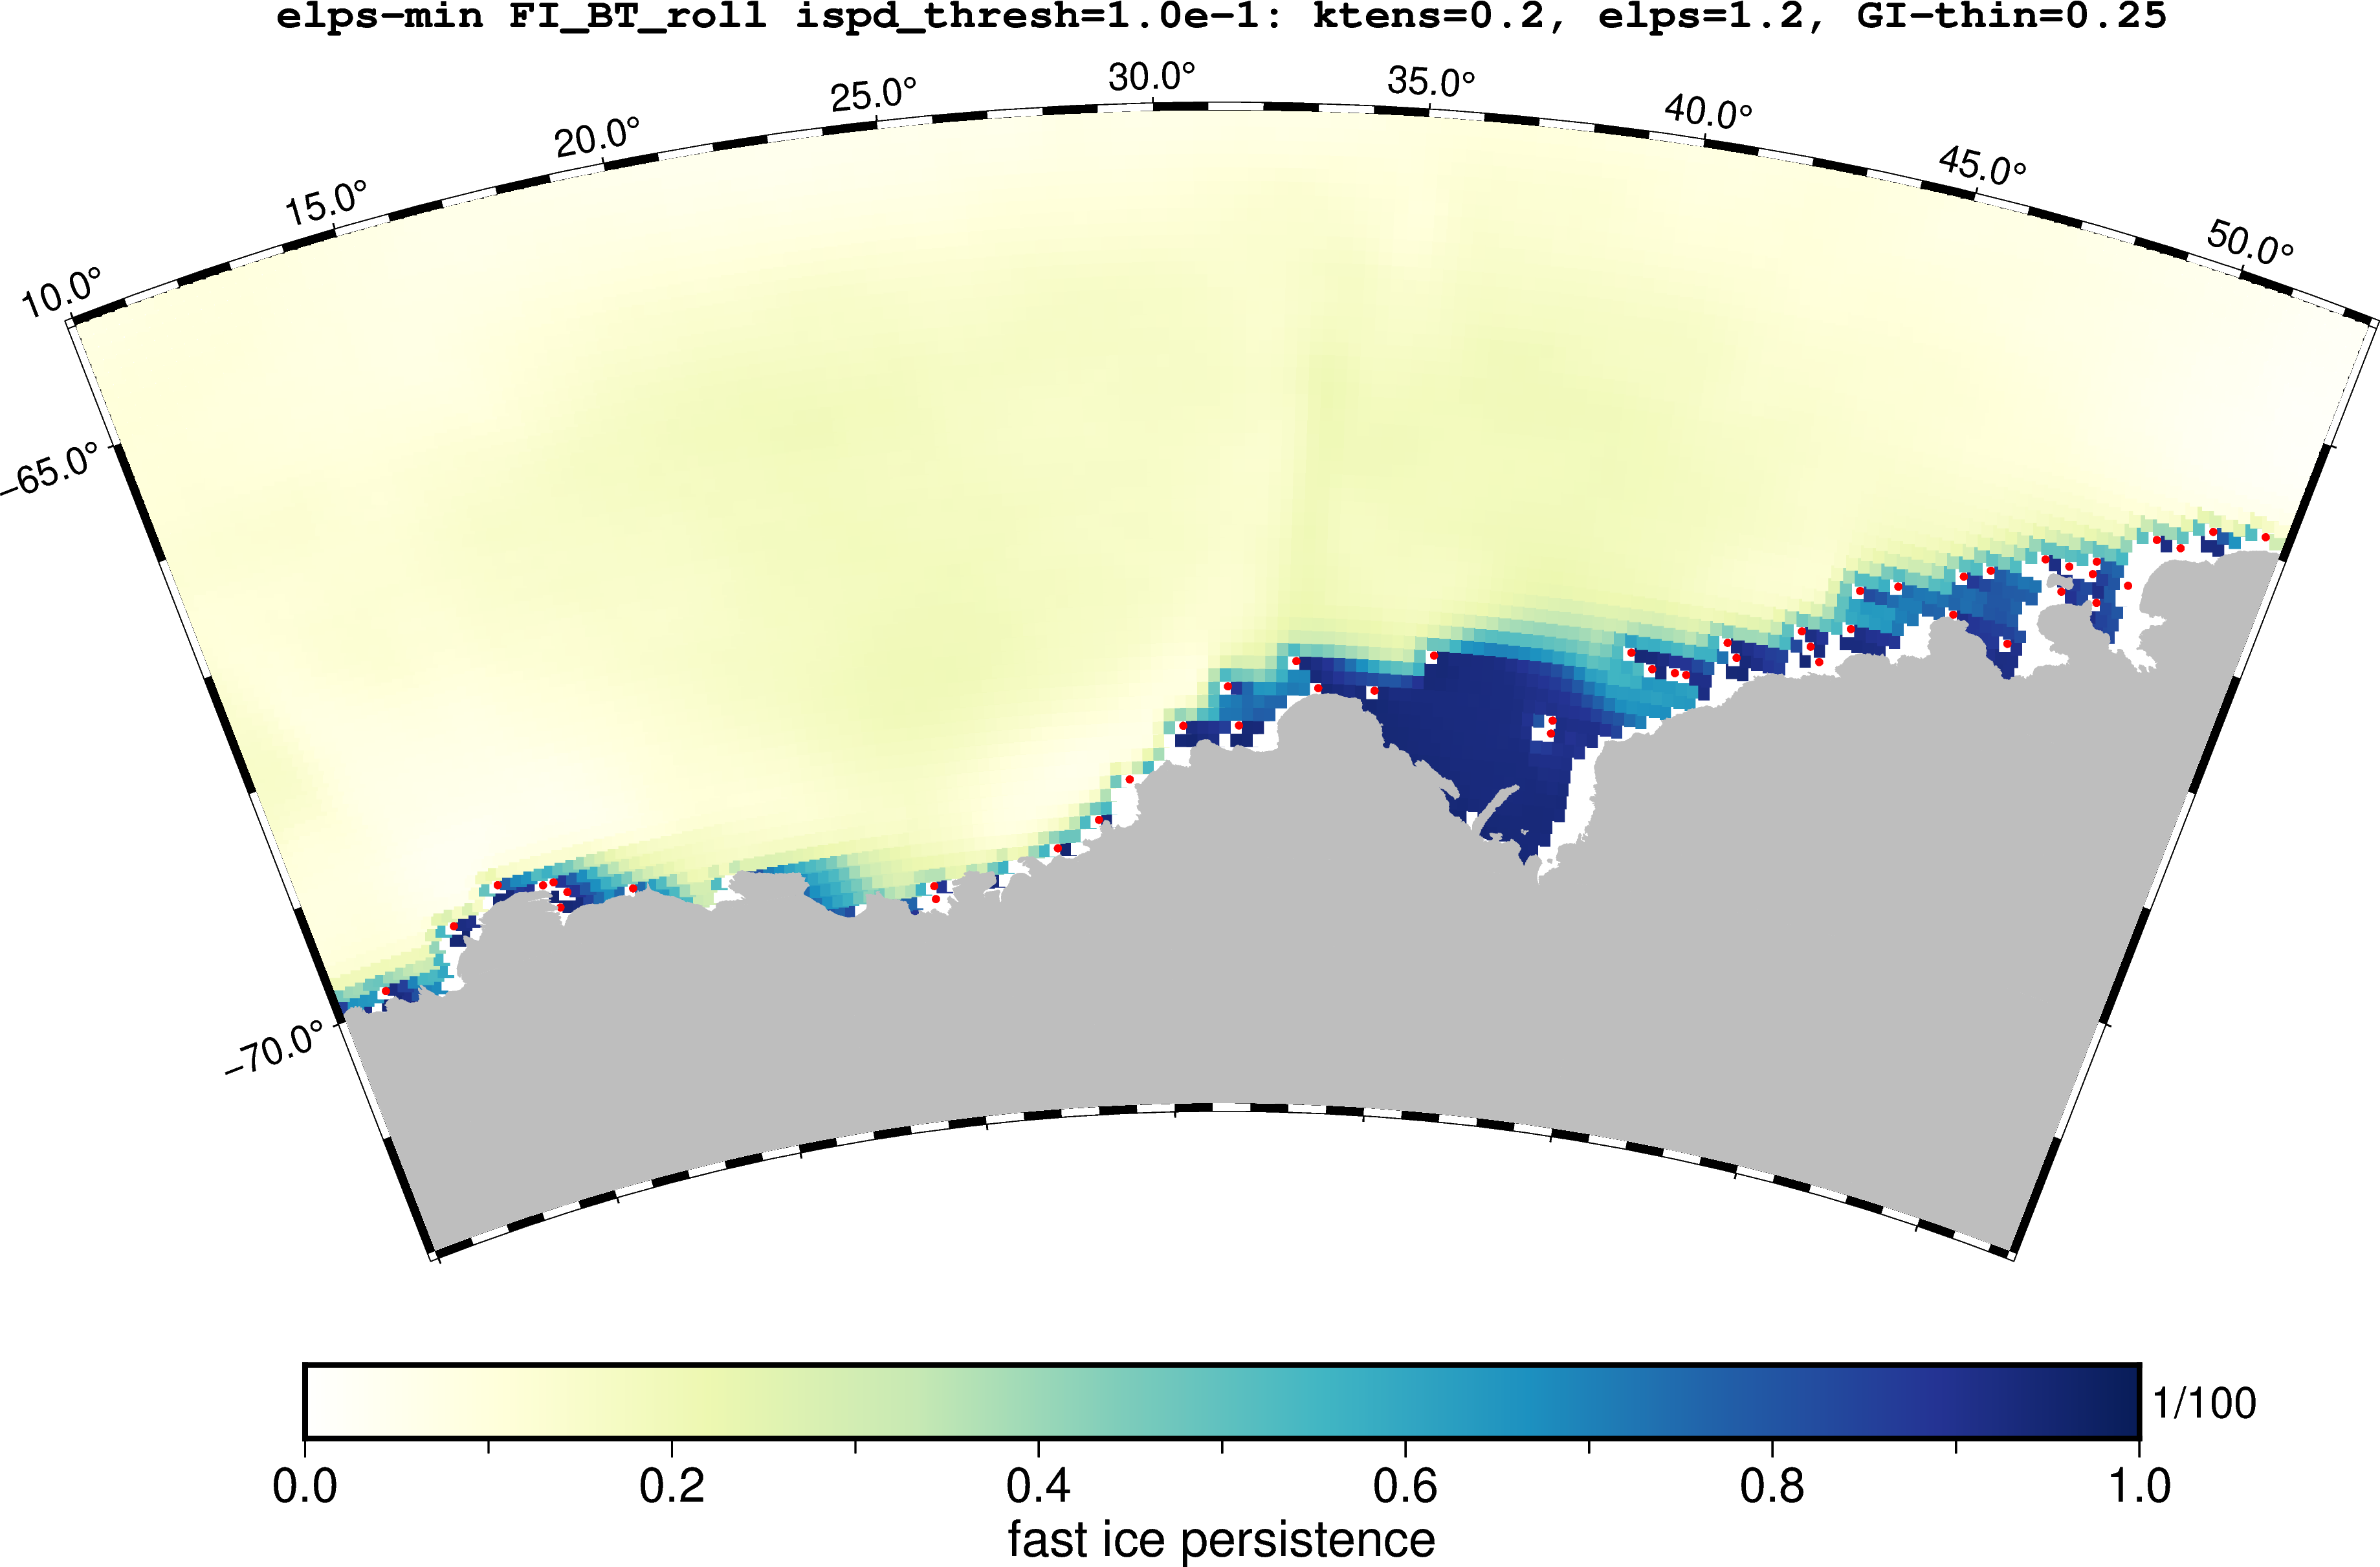 elps-min FI_BT_roll ispd_thresh=1.0e-1: ktens=0.2, elps=1.2, GI-thin=0.25
10.0° 15.0° 20.0° 25.0° 30.0° 35.0° 40.0° 45.0° 50.0°
-65.0°
-70.0°
1/100
0.0 0.2 0.4 0.6 0.8 1.0
fast ice persistence